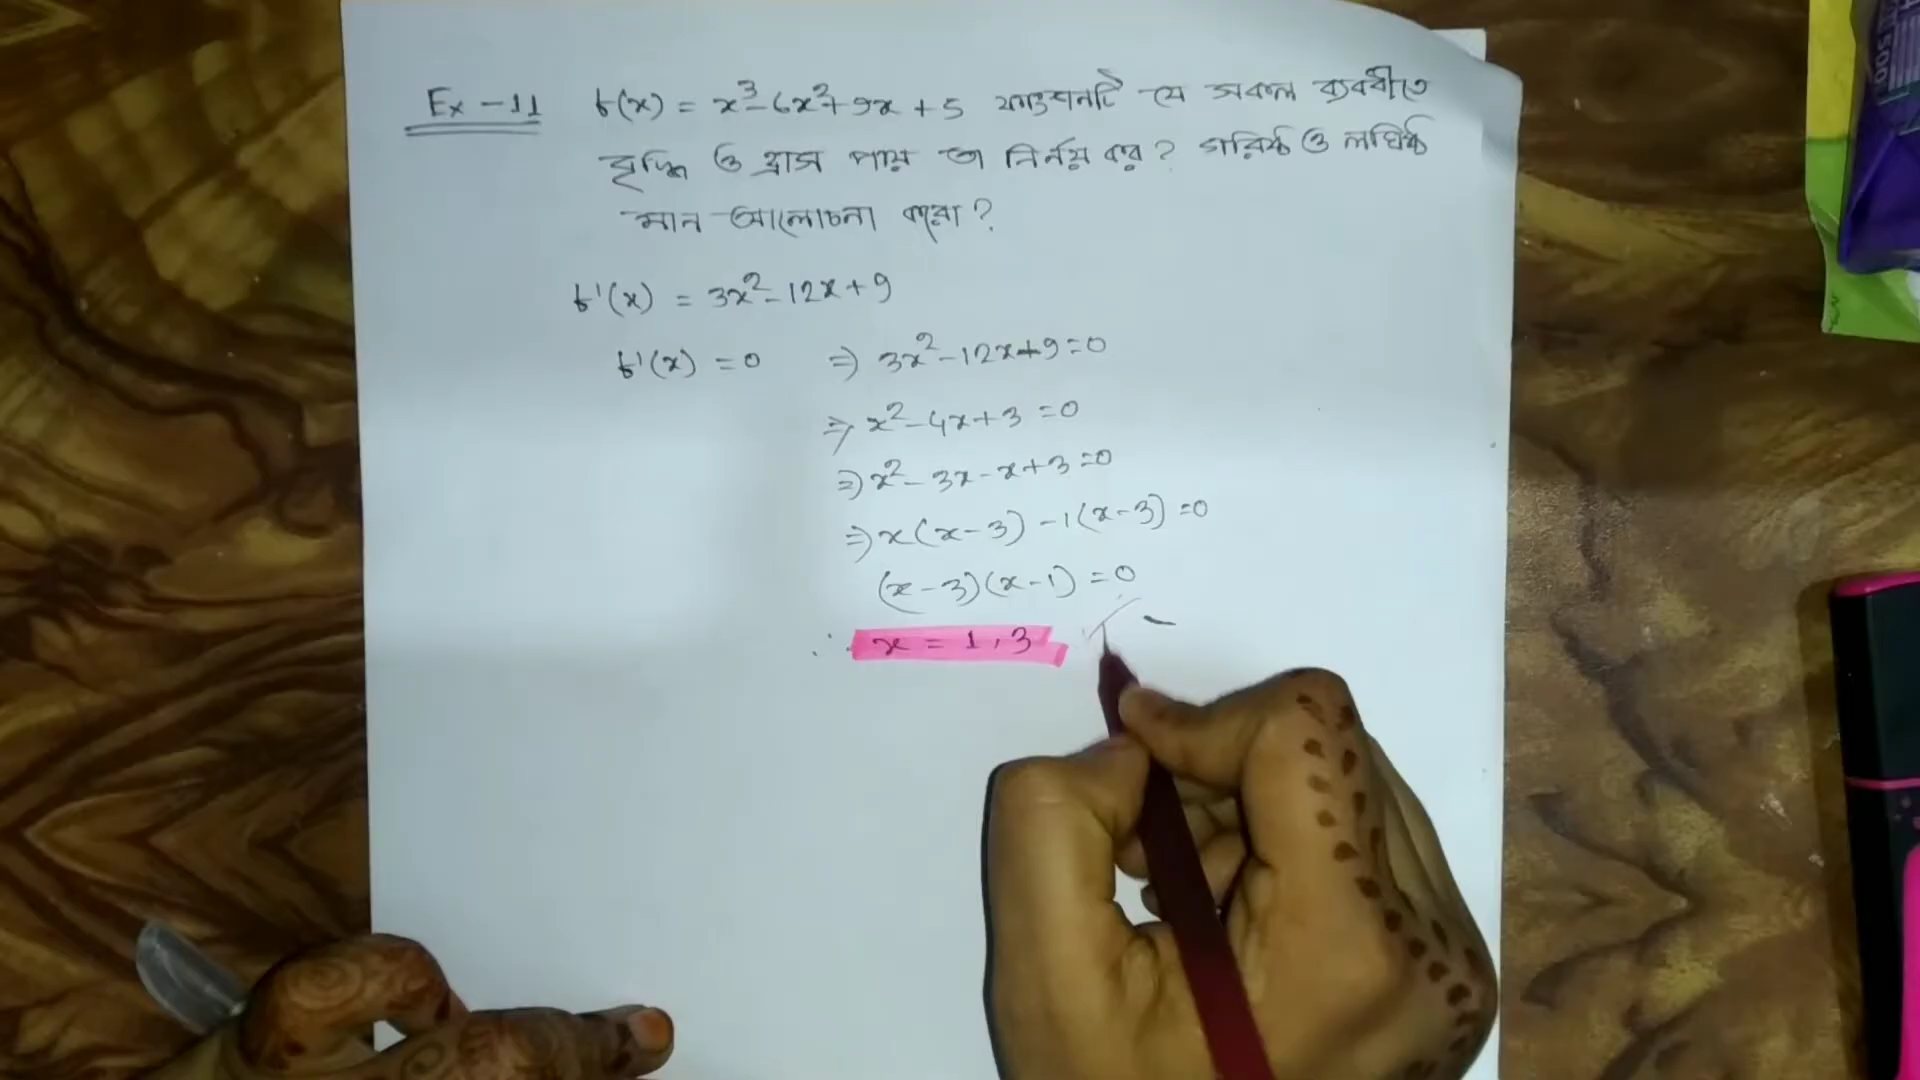 Ex - 11 f(x) = x³ - 6x² + 9x + 5 ফাংশনটি যে সকল ব্যবধীতে
বৃদ্ধি ও হ্রাস পায় তা নির্নয় কর? গরিষ্ঠ ও লঘিষ্ঠ
মান আলোচনা করো?
f'(x) = 3x² - 12x + 9
f'(x) = 0 ⇒ 3x² - 12x + 9 = 0
⇒ x² - 4x + 3 = 0
⇒ x² - 3x - x + 3 = 0
⇒ x(x - 3) - 1(x - 3) = 0
(x - 3)(x - 1) = 0
∴ x = 1, 3
500